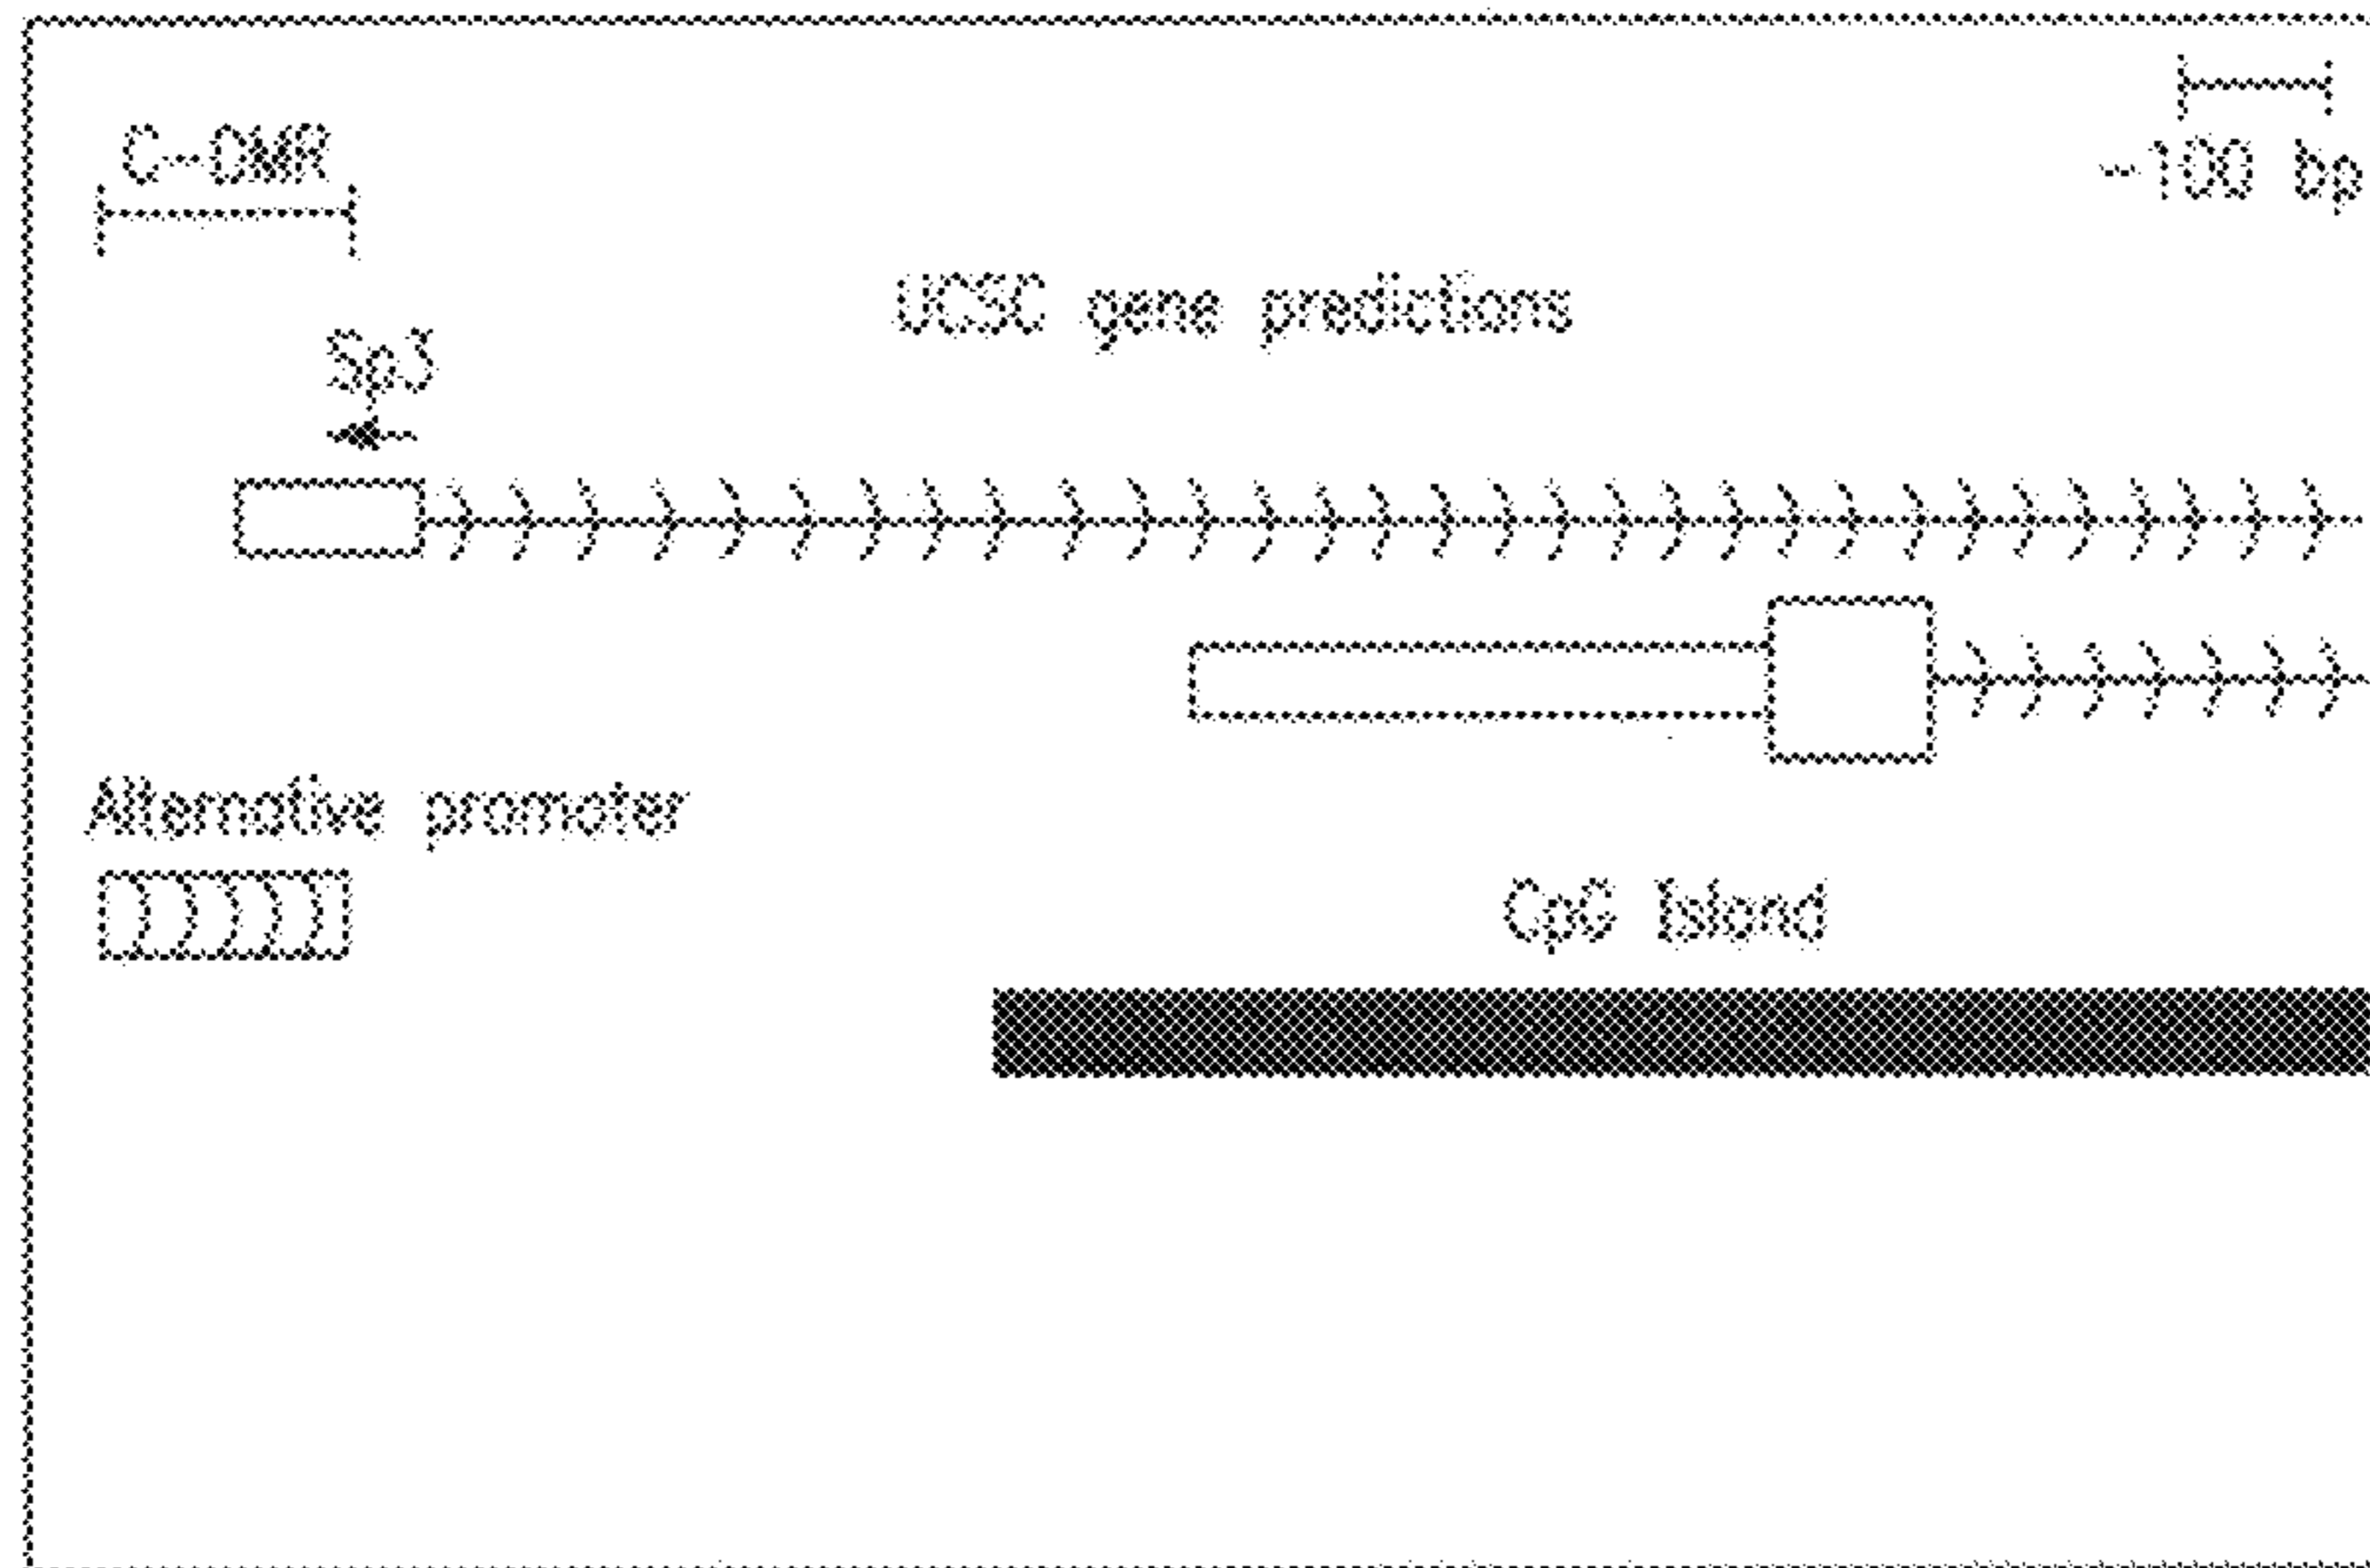 C-DMR
~100 bp
UCSC gene predictions
Sp3
Alternative promoter
CpG Island